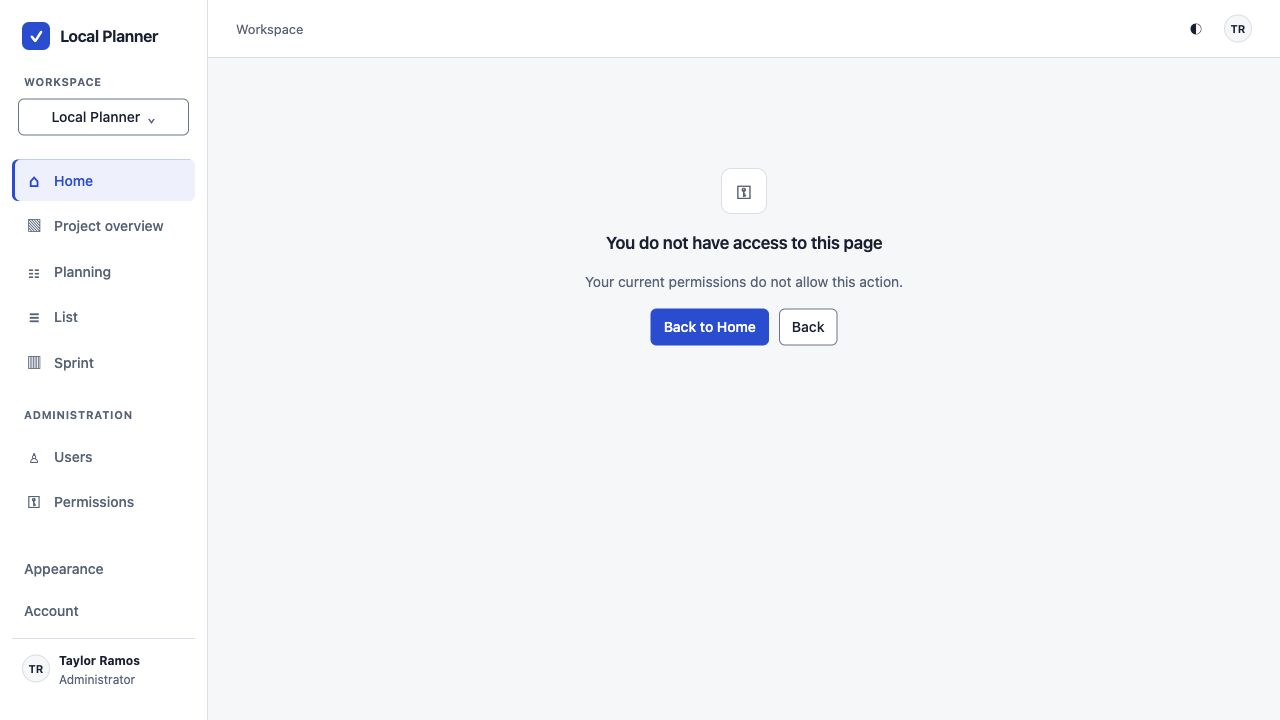 Local Planner
WORKSPACE
Local Planner
Home
Project overview
Planning
List
Sprint
ADMINISTRATION
Users
Permissions
Appearance
Account
TR
Taylor Ramos
Administrator
Workspace
TR
You do not have access to this page
Your current permissions do not allow this action.
Back to Home
Back